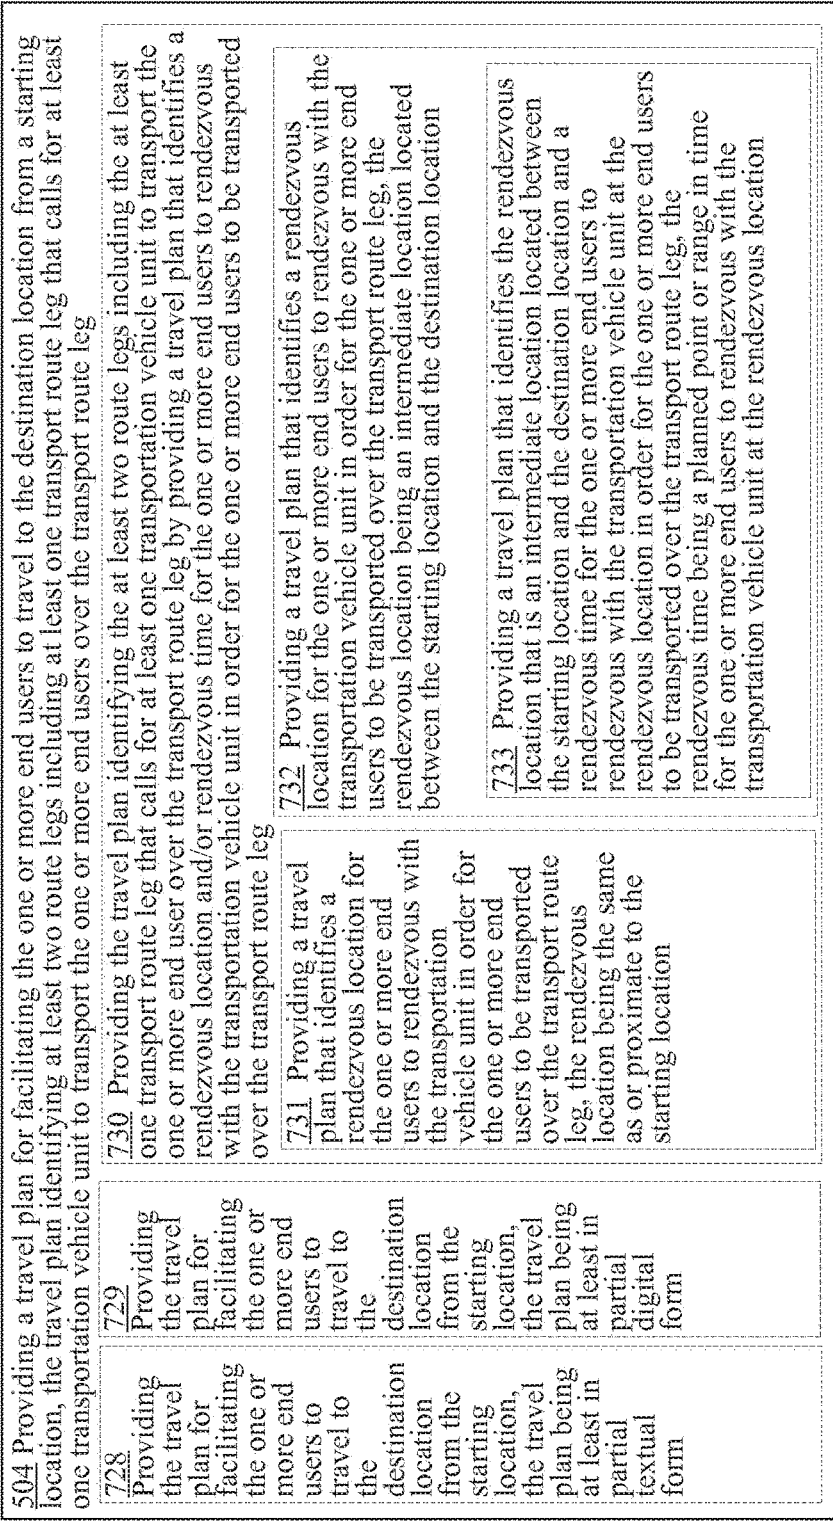 504 Providing a travel plan for facilitating the one or more end users to travel to the destination location from a starting
location, the travel plan identifying at least two route legs including at least one transport route leg that calls for at least
one transportation vehicle unit to transport the one or more end users over the transport route leg
728
Providing
the travel
plan for
facilitating
the one or
more end
users to
travel to
the
destination
location
from the
starting
location,
the travel
plan being
at least in
partial
textual
form
729
Providing
the travel
plan for
facilitating
the one or
more end
users to
travel to
the
destination
location
from the
starting
location,
the travel
plan being
at least in
partial
digital
form
730 Providing the travel plan identifying the at least two route legs including the at least
one transport route leg that calls for at least one transportation vehicle unit to transport the
one or more end user over the transport route leg by providing a travel plan that identifies a
rendezvous location and/or rendezvous time for the one or more end users to rendezvous
with the transportation vehicle unit in order for the one or more end users to be transported
over the transport route leg
731 Providing a travel
plan that identifies a
rendezvous location for
the one or more end
users to rendezvous with
the transportation
vehicle unit in order for
the one or more end
users to be transported
over the transport route
leg, the rendezvous
location being the same
as or proximate to the
starting location
732 Providing a travel plan that identifies a rendezvous
location for the one or more end users to rendezvous with the
transportation vehicle unit in order for the one or more end
users to be transported over the transport route leg, the
rendezvous location being an intermediate location located
between the starting location and the destination location
733 Providing a travel plan that identifies the rendezvous
location that is an intermediate location located between
the starting location and the destination location and a
rendezvous time for the one or more end users to
rendezvous with the transportation vehicle unit at the
rendezvous location in order for the one or more end users
to be transported over the transport route leg, the
rendezvous time being a planned point or range in time
for the one or more end users to rendezvous with the
transportation vehicle unit at the rendezvous location